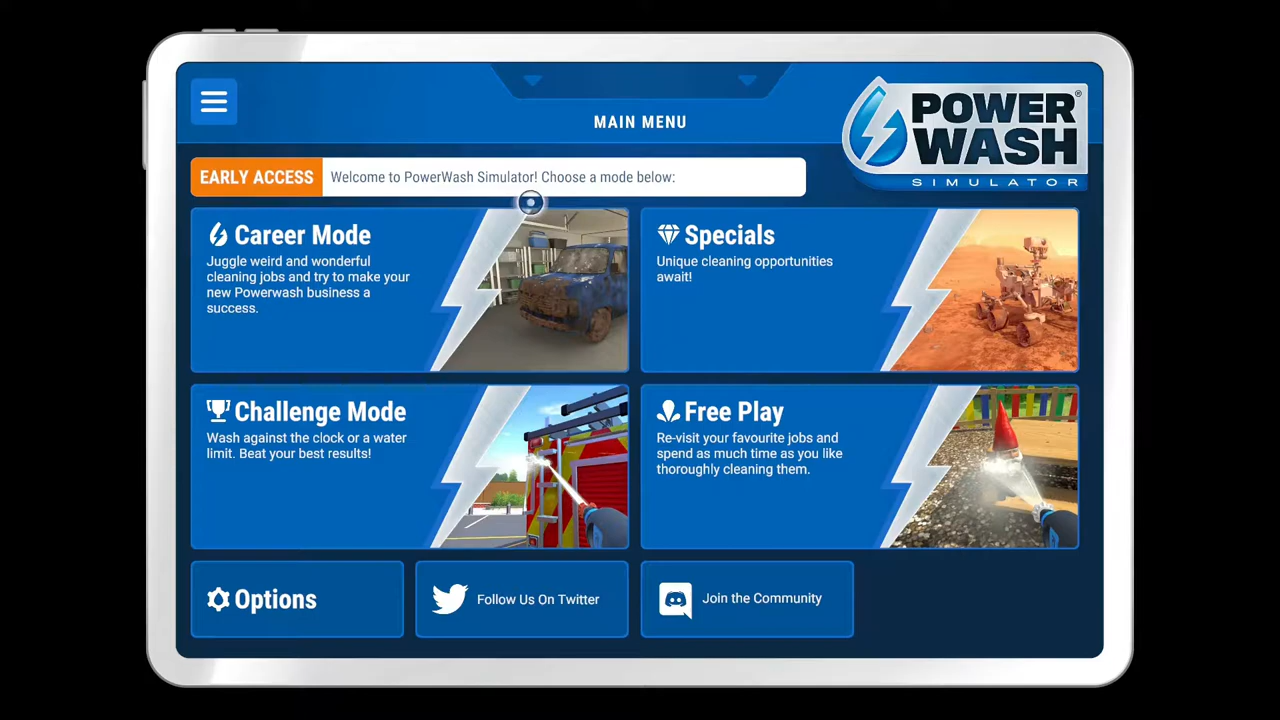 MAIN MENU
POWER
WASH
SIMULATOR
EARLY ACCESS Welcome to PowerWash Simulator! Choose a mode below:
Career Mode
Juggle weird and wonderful
cleaning jobs and try to make your
new Powerwash business a
success.
Specials
Unique cleaning opportunities
await!
Challenge Mode
Wash against the clock or a water
limit. Beat your best results!
Free Play
Re-visit your favourite jobs and
spend as much time as you like
thoroughly cleaning them.
Options
Follow Us On Twitter
Join the Community